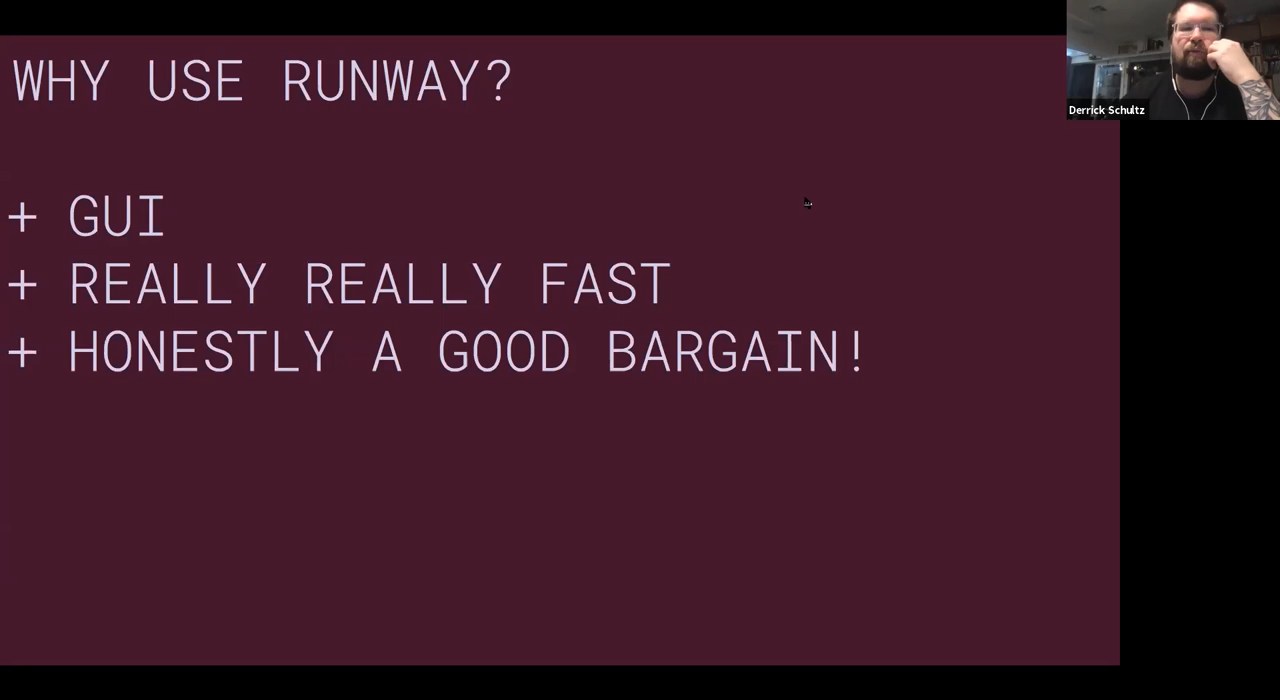 WHY USE RUNWAY?
+ GUI
+ REALLY REALLY FAST
+ HONESTLY A GOOD BARGAIN!
Derrick Schultz